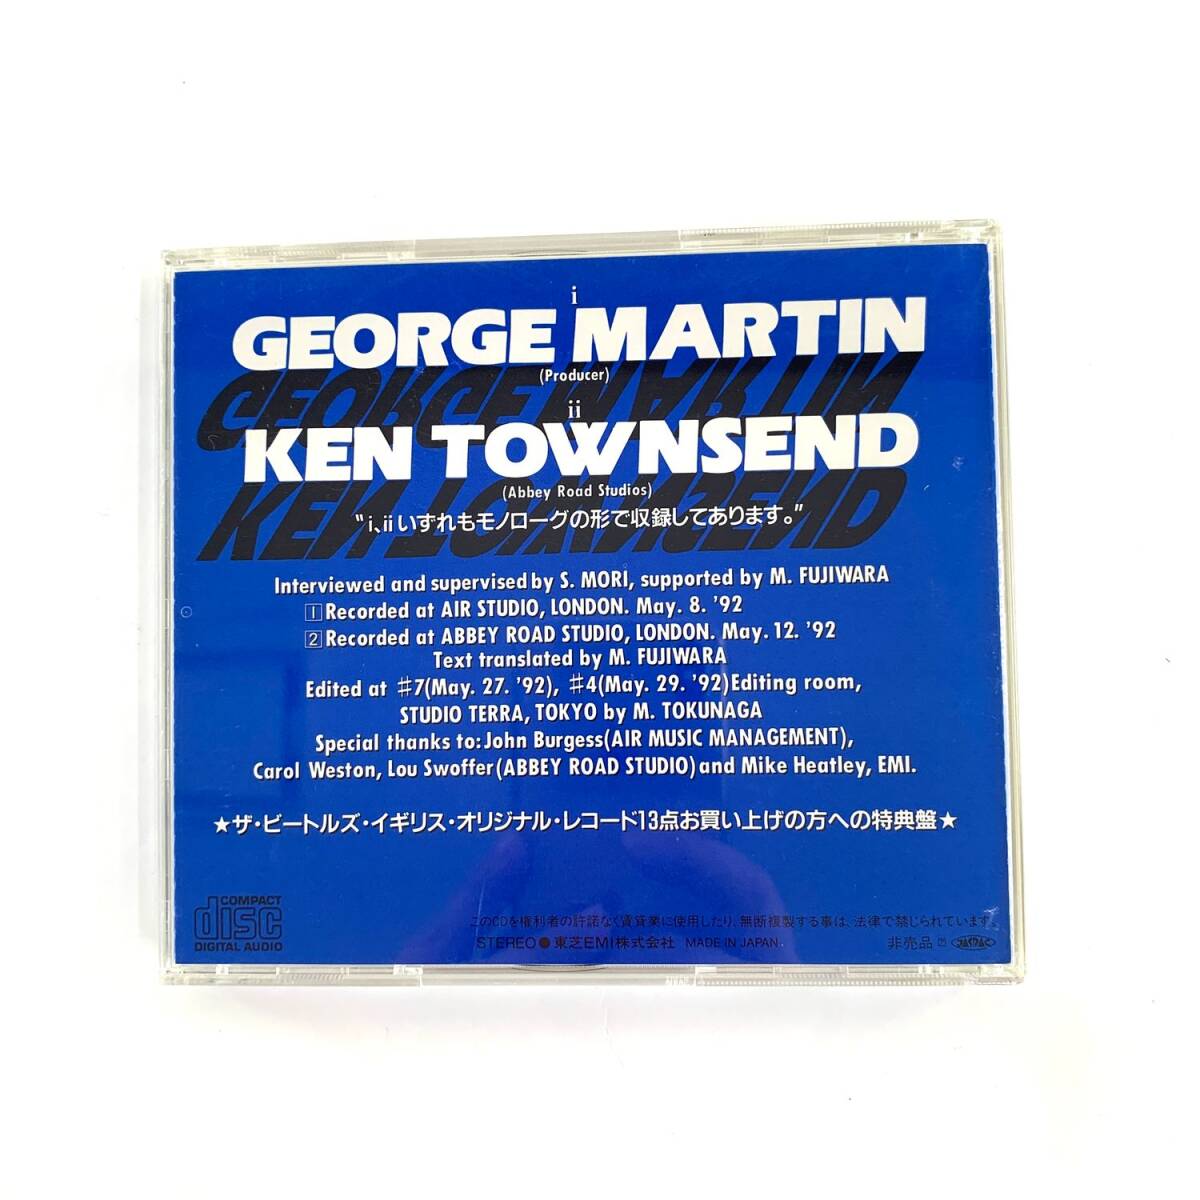 i
GEORGE MARTIN
(Producer)
ii
KEN TOWNSEND
(Abbey Road Studios)
“i、iiいずれもモノローグの形で収録してあります。”
Interviewed and supervised by S. MORI, supported by M. FUJIWARA
1 Recorded at AIR STUDIO, LONDON. May. 8. '92
2 Recorded at ABBEY ROAD STUDIO, LONDON. May. 12. '92
Text translated by M. FUJIWARA
Edited at ♯7(May. 27. '92), ♯4(May. 29. '92)Editing room,
STUDIO TERRA, TOKYO by M. TOKUNAGA
Special thanks to: John Burgess(AIR MUSIC MANAGEMENT),
Carol Weston, Lou Swoffer(ABBEY ROAD STUDIO)and Mike Heatley, EMI.
★ザ・ビートルズ・イギリス・オリジナル・レコード13点お買い上げの方への特典盤★
COMPACT
disc
DIGITAL AUDIO
このCDを権利者の許諾なく賃貸業に使用したり、無断複製する事は、法律で禁じられています。
STEREO●東芝EMI株式会社 MADE IN JAPAN.
非売品 JASRAC